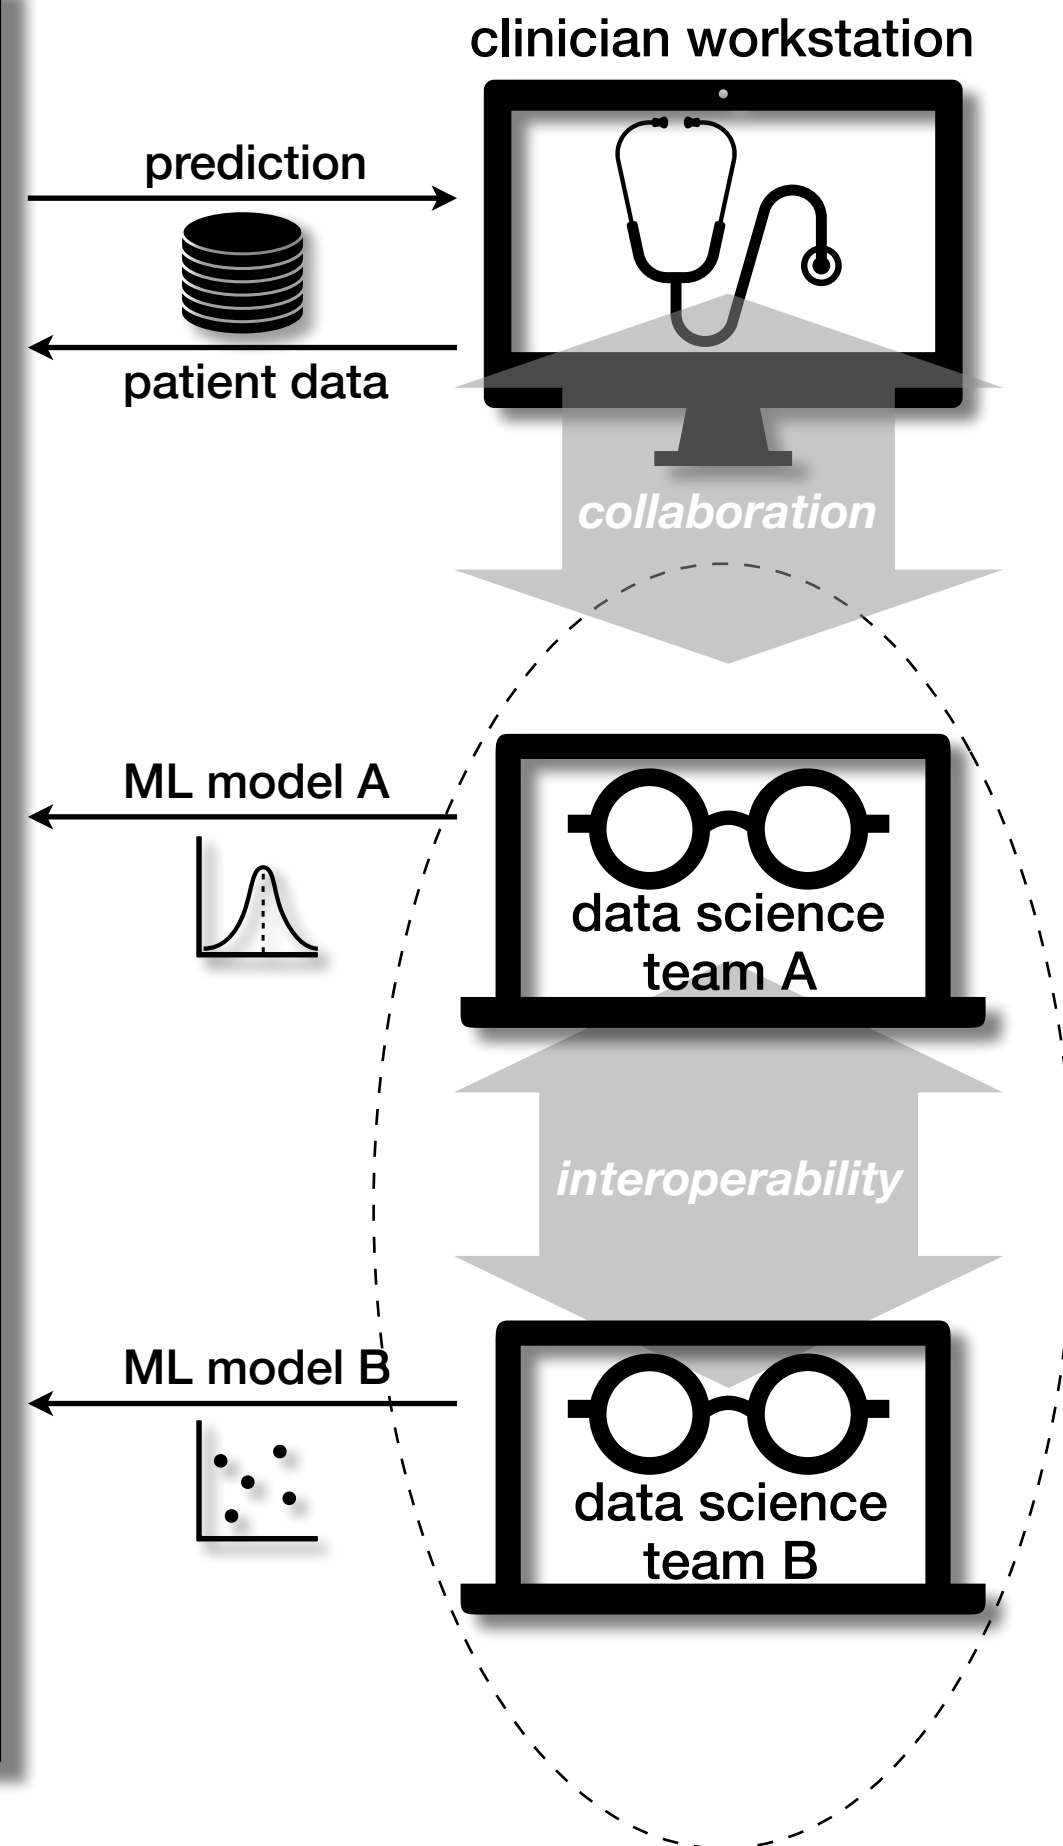 clinician workstation
prediction
patient data
collaboration
ML model A
data science
team A
interoperability
ML model B
data science
team B